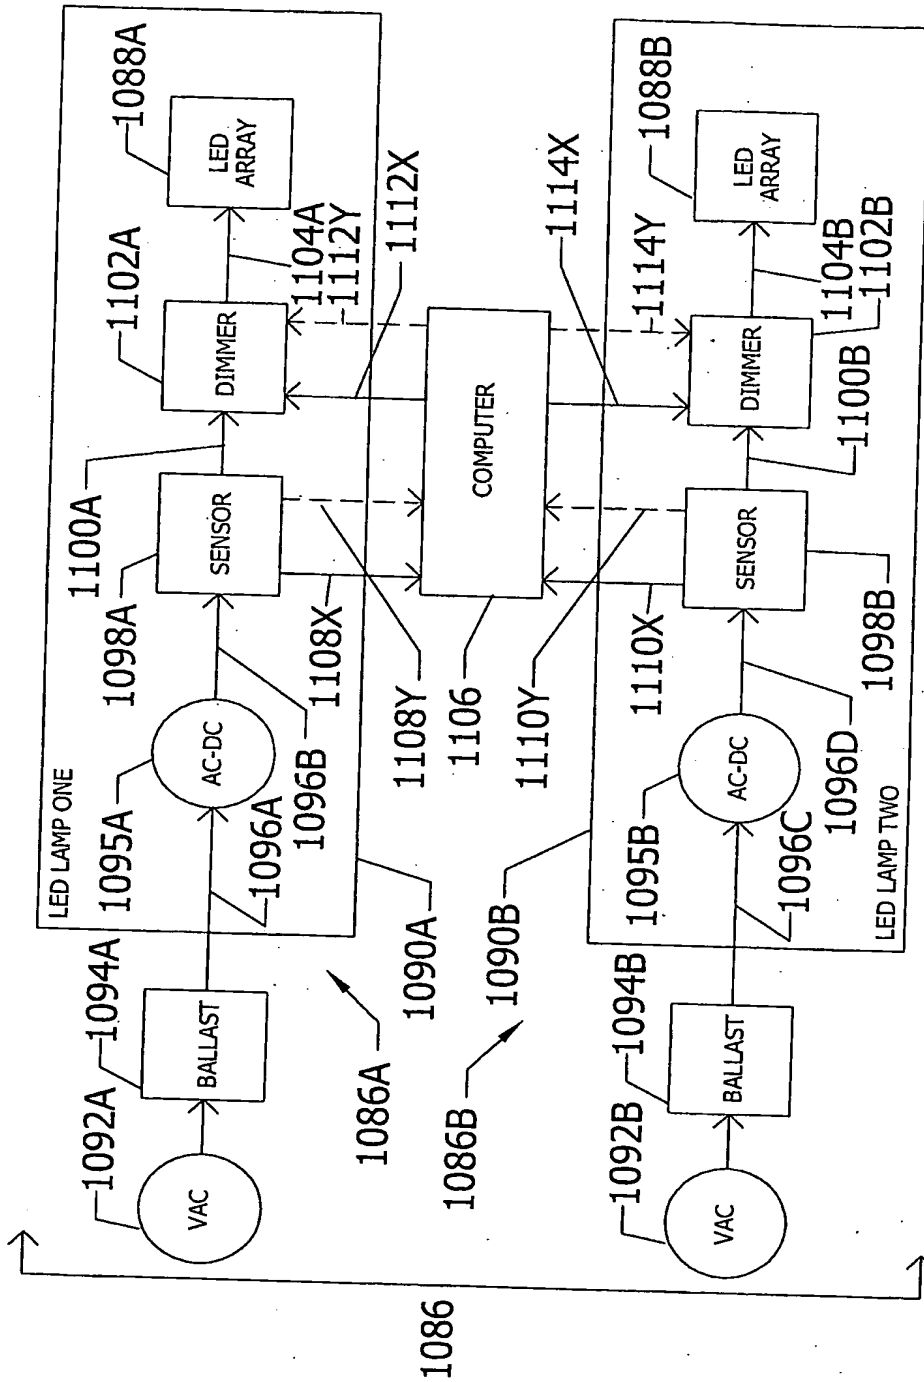 1086
1092A
VAC
1094A
BALLAST
1086A
1090A
LED LAMP ONE
1095A
AC-DC
1096A
1096B
1098A
SENSOR
1100A
1108X
1108Y
1102A
DIMMER
1104A
1112Y
1112X
1088A
LED
ARRAY
1106
COMPUTER
1086B
1090B
1092B
VAC
1094B
BALLAST
LED LAMP TWO
1095B
AC-DC
1096C
1096D
1110Y
1110X
SENSOR
1098B
1100B
DIMMER
1102B
1104B
1114Y
1114X
1088B
LED
ARRAY